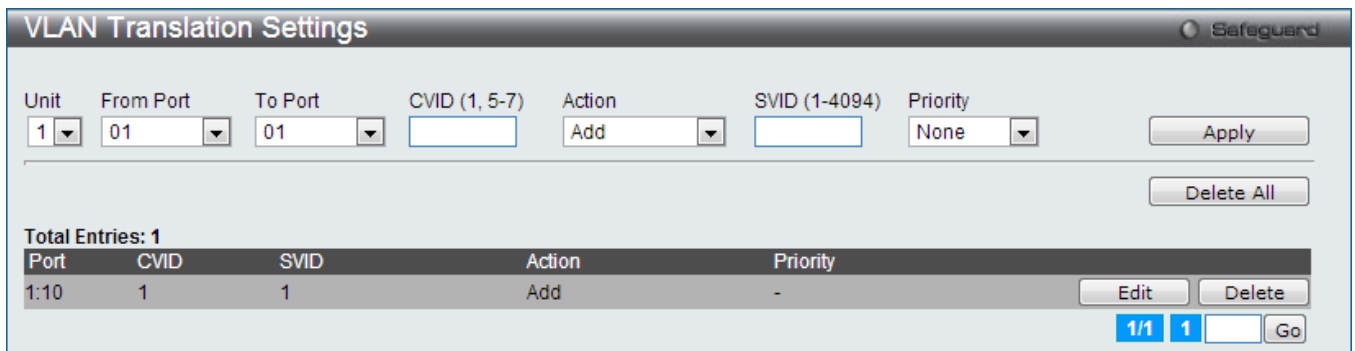 VLAN Translation Settings Safeguard
Unit From Port To Port CVID (1, 5-7) Action SVID (1-4094) Priority
1 01 01 Add None Apply
Delete All
Total Entries: 1
Port CVID SVID Action Priority
1:10 1 1 Add - Edit Delete
1/1 1 Go